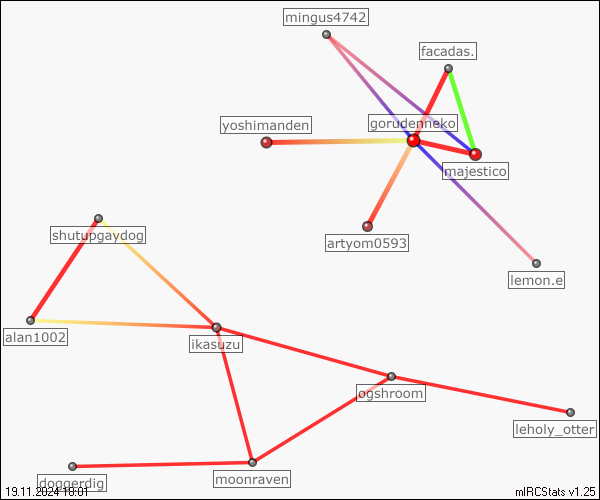 mingus4742
facadas.
gorudenneko
yoshimanden
majestico
artyom0593
lemon.e
shutupgaydog
alan1002
ikasuzu
ogshroom
leholy_otter
doggerdig
moonraven
19.11.2024 16:01
mIRCStats v1.25